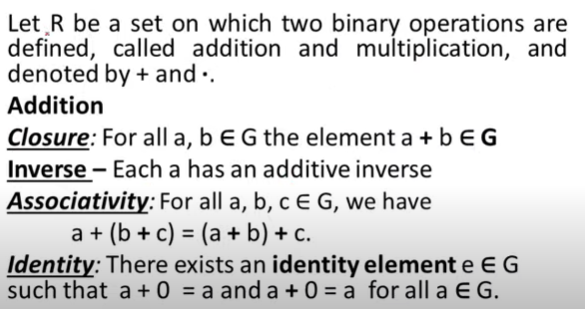 Let R be a set on which two binary operations are
defined, called addition and multiplication, and
denoted by + and ·.
Addition
Closure: For all a, b ∈ G the element a + b ∈ G
Inverse – Each a has an additive inverse
Associativity: For all a, b, c ∈ G, we have
a + (b + c) = (a + b) + c.
Identity: There exists an identity element e ∈ G
such that a + 0 = a and a + 0 = a for all a ∈ G.